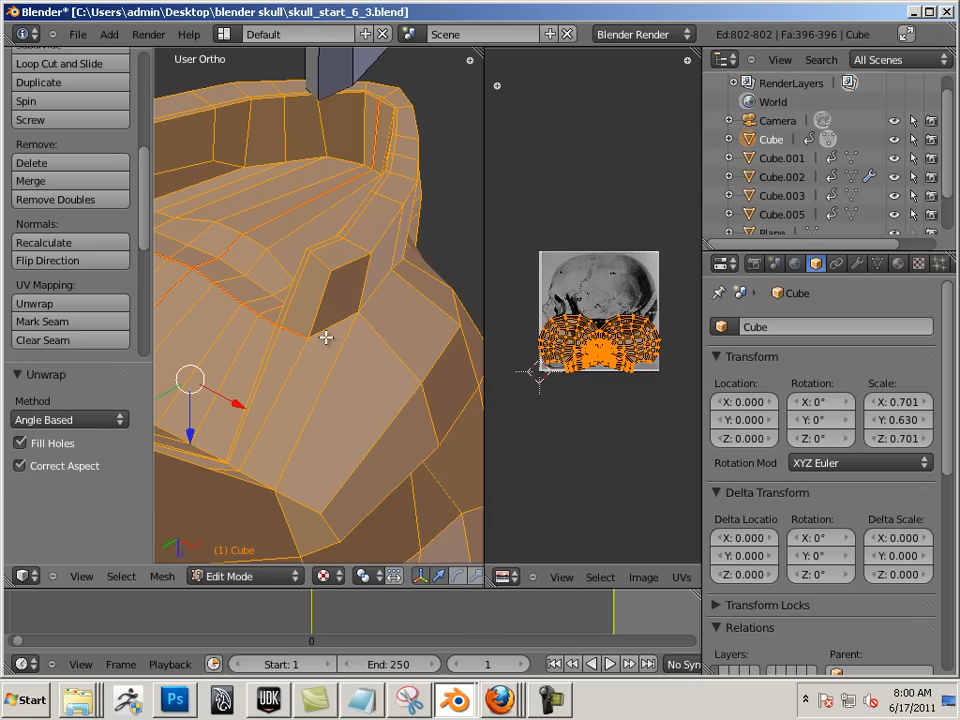 Blender* [C:\Users\admin\Desktop\blender skull\skull_start_6_3.blend]
File Add Render Help Default Scene Blender Render Ed:802-802 | Fa:396-396 | Cube
Loop Cut and Slide
Duplicate
Spin
Screw
Remove:
Delete
Merge
Remove Doubles
Normals:
Recalculate
Flip Direction
UV Mapping:
Unwrap
Mark Seam
Clear Seam
Unwrap
Method
Angle Based
Fill Holes
Correct Aspect
User Ortho
(1) Cube
View Select Mesh Edit Mode
View Select Image UVs
0
View Frame Playback Start: 1 End: 250 1 No Syn
View Search All Scenes
RenderLayers
World
Camera
Cube
Cube.001
Cube.002
Cube.003
Cube.005
Plane
Cube
Cube
Transform
Location: Rotation: Scale:
X: 0.000 X: 0° X: 0.701
Y: 0.000 Y: 0° Y: 0.630
Z: 0.000 Z: 0° Z: 0.701
Rotation Mod XYZ Euler
Delta Transform
Delta Locatio Rotation: Delta Scale:
X: 0.000 X: 0° X: 0.000
Y: 0.000 Y: 0° Y: 0.000
Z: 0.000 Z: 0° Z: 0.000
Transform Locks
Relations
Layers: Parent:
Start Ps UDK 8:00 AM
6/17/2011